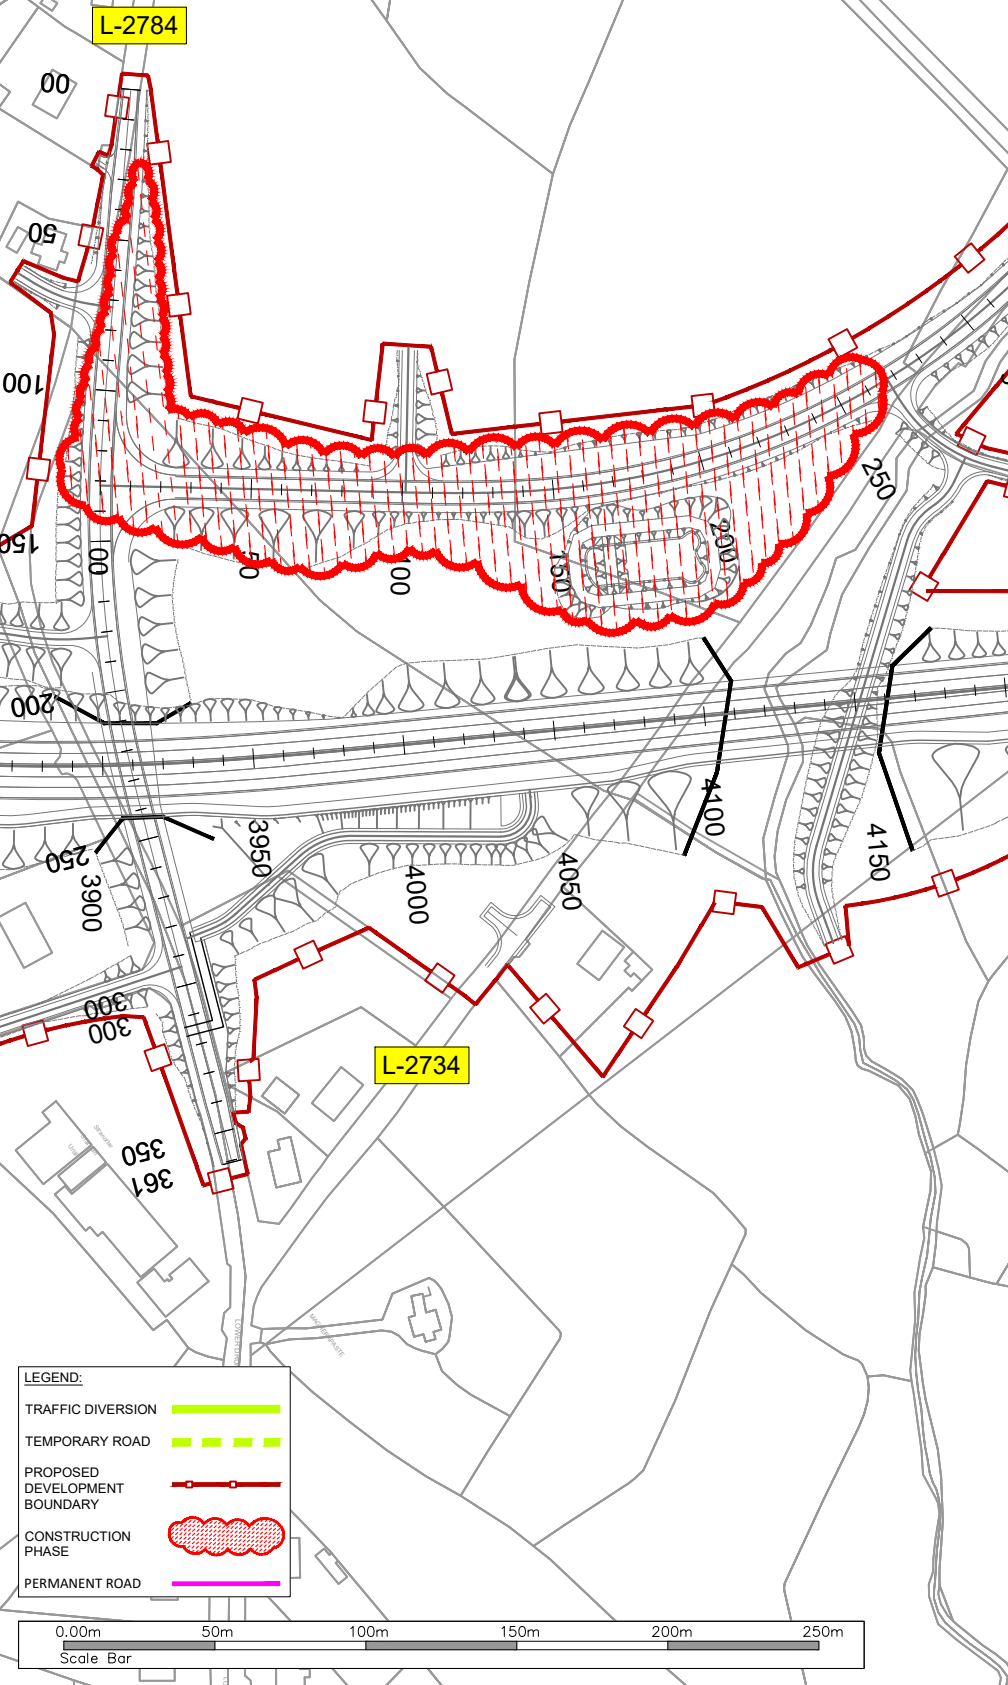 L-2784
00
50
100
150
200
250
300
300
350
361
00
50
100
150
200
250
3900
3950
4000
4050
4100
4150
L-2734
LEGEND:
TRAFFIC DIVERSION
TEMPORARY ROAD
PROPOSED
DEVELOPMENT
BOUNDARY
CONSTRUCTION
PHASE
PERMANENT ROAD
0.00m 50m 100m 150m 200m 250m
Scale Bar